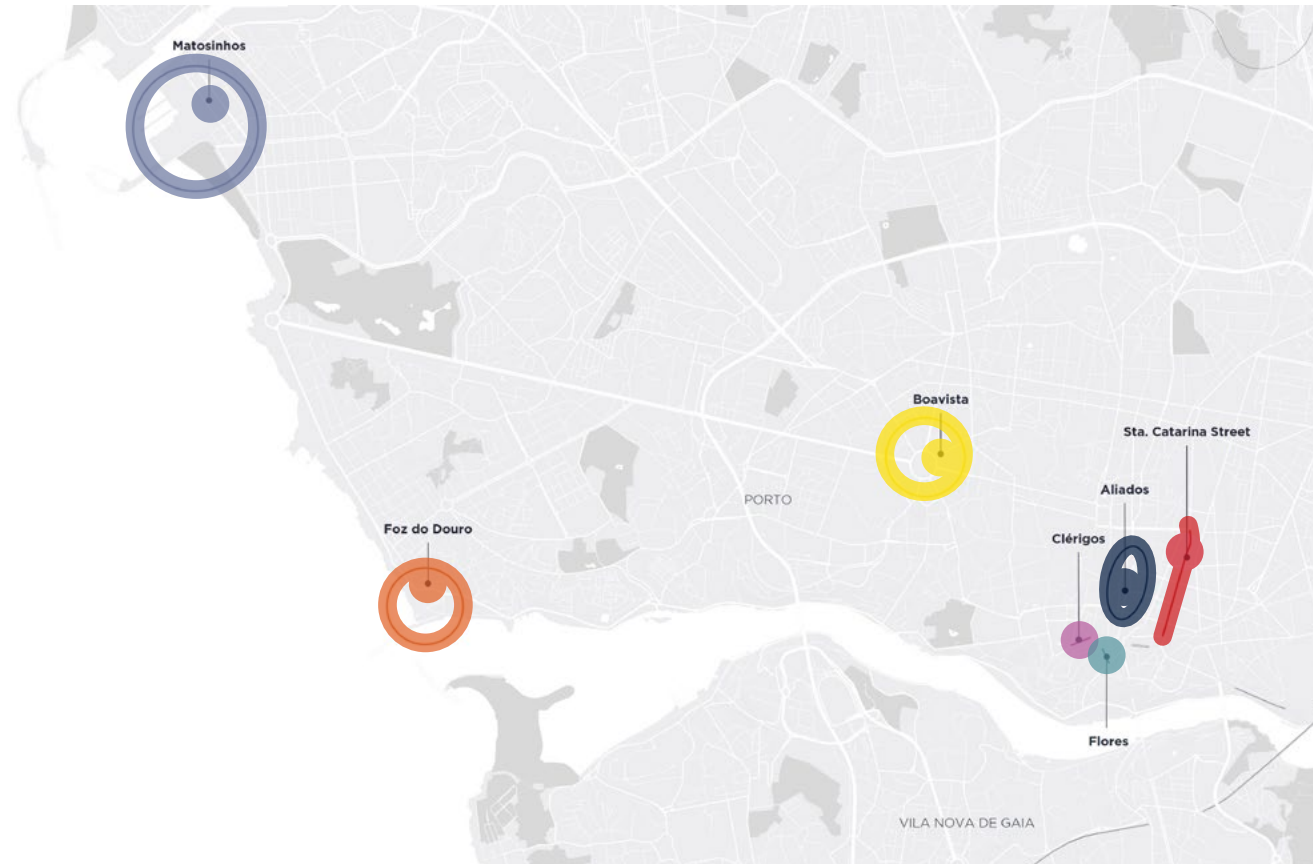 Matosinhos
Boavista
Sta. Catarina Street
Aliados
PORTO
Foz do Douro
Clérigos
Flores
VILA NOVA DE GAIA